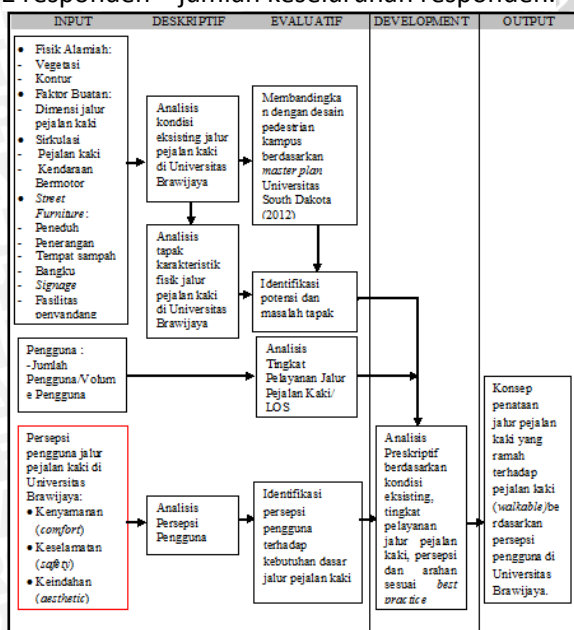 INPUT
DESKRIPTIF
EVALUATIF
DEVELOPMENT
OUTPUT
• Fisik Alamiah:
- Vegetasi
- Kontur
• Faktor Buatan:
- Dimensi jalur
pejalan kaki
• Sirkulasi
- Pejalan kaki
- Kendaraan
Bermotor
• Street
Furniture:
- Peneduh
- Penerangan
- Tempat sampah
- Bangku
- Signage
- Fasilitas
penyandang
Analisis
kondisi
eksisting jalur
pejalan kaki
di Universitas
Brawijaya
Membandingka
n dengan desain
pedestrian
kampus
berdasarkan
master plan
Universitas
South Dakota
(2012)
Analisis
tapak
karakteristik
fisik jalur
pejalan kaki
di Universitas
Brawijaya
Identifikasi
potensi dan
masalah tapak
Pengguna :
-Jumlah
Pengguna/Volum
e Pengguna
Analisis
Tingkat
Pelayanan Jalur
Pejalan Kaki/
LOS
Persepsi
pengguna jalur
pejalan kaki di
Universitas
Brawijaya:
• Kenyamanan
(comfort)
• Keselamatan
(safety)
• Keindahan
(aesthetic)
Analisis
Persepsi
Pengguna
Identifikasi
persepsi
pengguna
terhadap
kebutuhan dasar
jalur pejalan kaki
Analisis
Preskriptif
berdasarkan
kondisi
eksisting,
tingkat
pelayanan
jalur pejalan
kaki, persepsi
dan arahan
sesuai best
practice
Konsep
penataan
jalur pejalan
kaki yang
ramah
terhadap
pejalan kaki
(walkable)be
rdasarkan
persepsi
pengguna di
Universitas
Brawijaya.